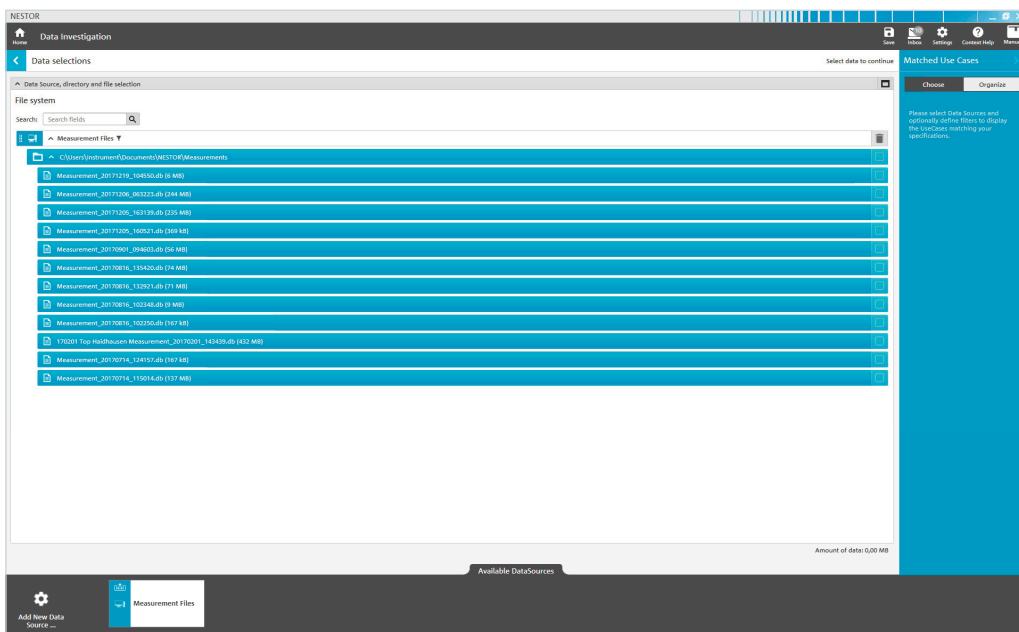 NESTOR
Home
Data Investigation
Save
Inbox
Settings
Context Help
Data selections
Select data to continue
Matched Use Cases
Data Source, directory and file selection
Choose
Organize
File system
Search:
Search fields
Please select Data Sources and
optionally define filters to display
the UseCases matching your
specifications.
Measurement Files
C:\Users\Instrument\Documents\NESTOR\Measurements
Measurement_20171219_104550.db (6 MB)
Measurement_20171206_063223.db (244 MB)
Measurement_20171205_163139.db (235 MB)
Measurement_20171205_160521.db (369 kB)
Measurement_20170901_094603.db (56 MB)
Measurement_20170816_135420.db (74 MB)
Measurement_20170816_132921.db (71 MB)
Measurement_20170816_102348.db (9 MB)
Measurement_20170816_102250.db (167 kB)
170201 Top Haidhausen Measurement_20170201_143439.db (432 MB)
Measurement_20170714_124157.db (167 kB)
Measurement_20170714_115014.db (137 MB)
Amount of data: 0,00 MB
Available DataSources
Add New Data
Source ...
Measurement Files